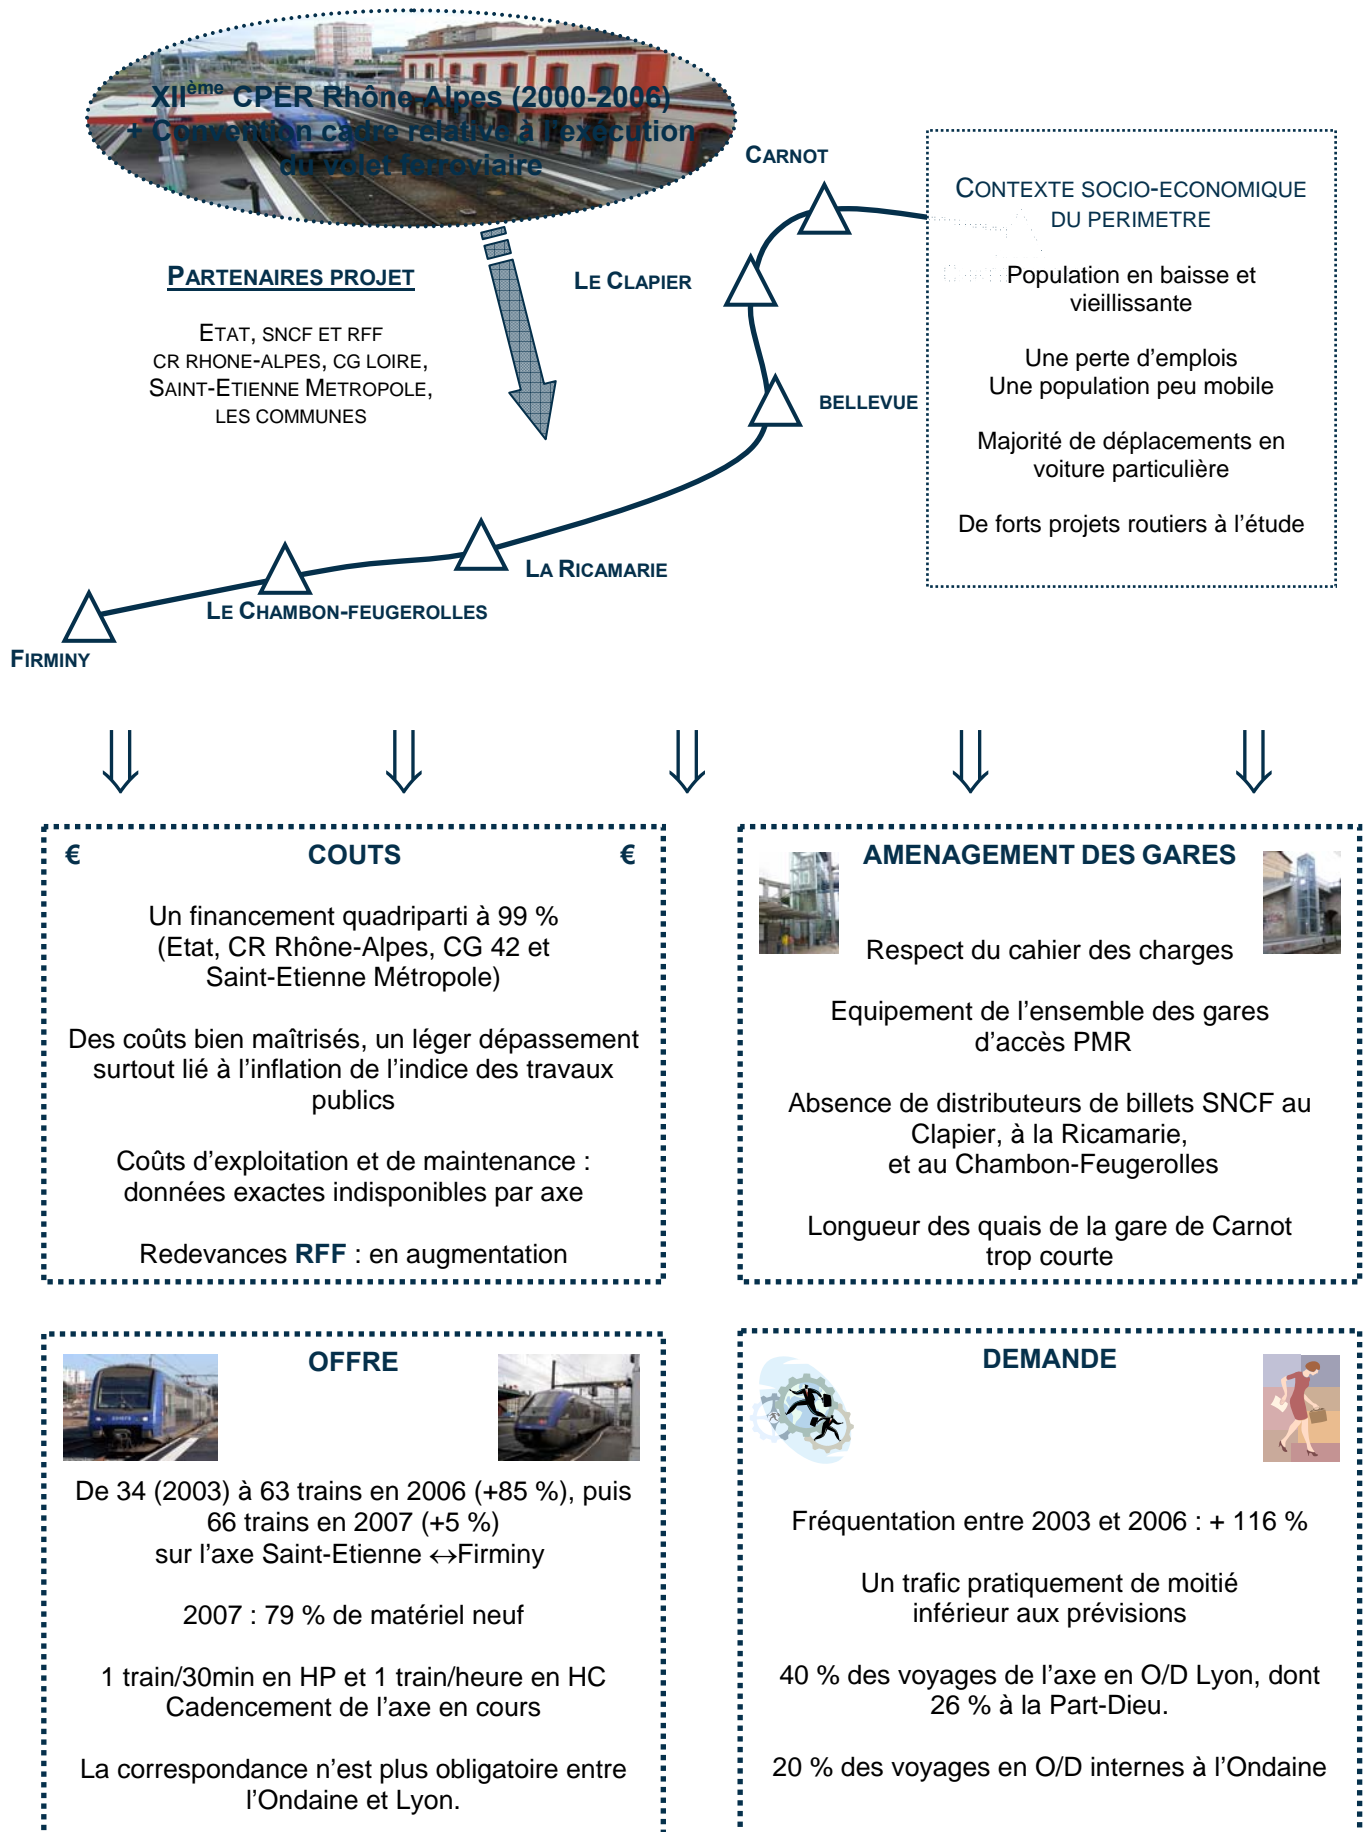 XIIème CPER Rhône-Alpes (2000-2006)
+ Convention cadre relative à l'exécution
du volet ferroviaire
CARNOT
CONTEXTE SOCIO-ECONOMIQUE
DU PERIMETRE
Population en baisse et
vieillissante
Une perte d'emplois
Une population peu mobile
Majorité de déplacements en
voiture particulière
De forts projets routiers à l'étude
PARTENAIRES PROJET
ETAT, SNCF ET RFF
CR RHONE-ALPES, CG LOIRE,
SAINT-ETIENNE METROPOLE,
LES COMMUNES
LE CLAPIER
BELLEVUE
LA RICAMARIE
LE CHAMBON-FEUGEROLLES
FIRMINY
€ COUTS €
Un financement quadriparti à 99 %
(Etat, CR Rhône-Alpes, CG 42 et
Saint-Etienne Métropole)
Des coûts bien maîtrisés, un léger dépassement
surtout lié à l'inflation de l'indice des travaux
publics
Coûts d'exploitation et de maintenance :
données exactes indisponibles par axe
Redevances RFF : en augmentation
AMENAGEMENT DES GARES
Respect du cahier des charges
Equipement de l'ensemble des gares
d'accès PMR
Absence de distributeurs de billets SNCF au
Clapier, à la Ricamarie,
et au Chambon-Feugerolles
Longueur des quais de la gare de Carnot
trop courte
OFFRE
De 34 (2003) à 63 trains en 2006 (+85 %), puis
66 trains en 2007 (+5 %)
sur l'axe Saint-Etienne ↔Firminy
2007 : 79 % de matériel neuf
1 train/30min en HP et 1 train/heure en HC
Cadencement de l'axe en cours
La correspondance n'est plus obligatoire entre
l'Ondaine et Lyon.
DEMANDE
Fréquentation entre 2003 et 2006 : + 116 %
Un trafic pratiquement de moitié
inférieur aux prévisions
40 % des voyages de l'axe en O/D Lyon, dont
26 % à la Part-Dieu.
20 % des voyages en O/D internes à l'Ondaine